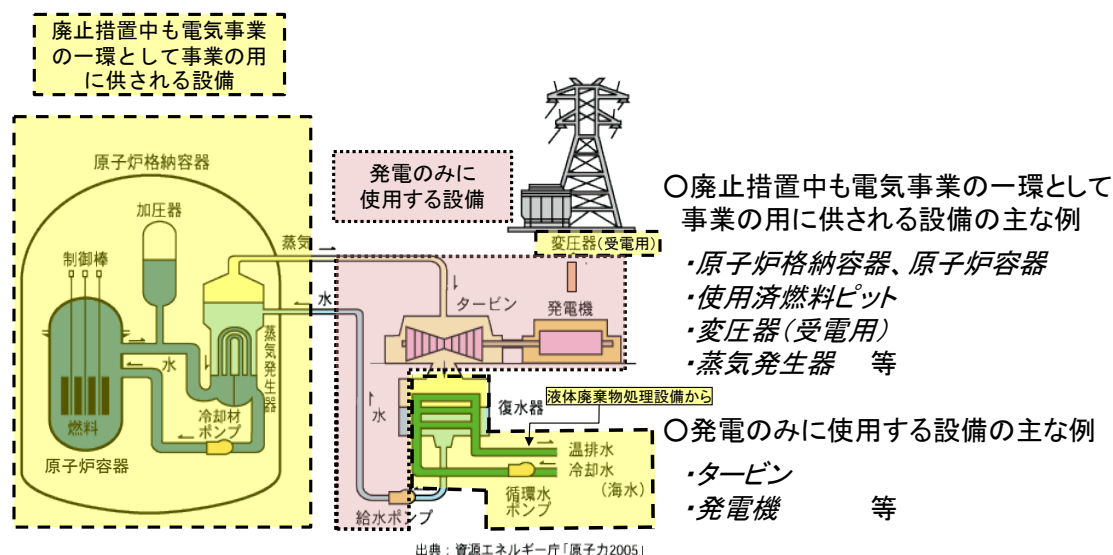 廃止措置中も電気事業
の一環として事業の用
に供される設備
原子炉格納容器
加圧器
制御棒
蒸気
水
蒸気発生器
水
冷却材
ポンプ
燃料
原子炉容器
発電のみに
使用する設備
変圧器(受電用)
タービン
発電機
水
復水器
液体廃棄物処理設備から
温排水
冷却水
(海水)
循環水
ポンプ
給水ポンプ
出典：資源エネルギー庁「原子力2005」
〇廃止措置中も電気事業の一環として
事業の用に供される設備の主な例
・原子炉格納容器、原子炉容器
・使用済燃料ピット
・変圧器(受電用)
・蒸気発生器　等
〇発電のみに使用する設備の主な例
・タービン
・発電機　等